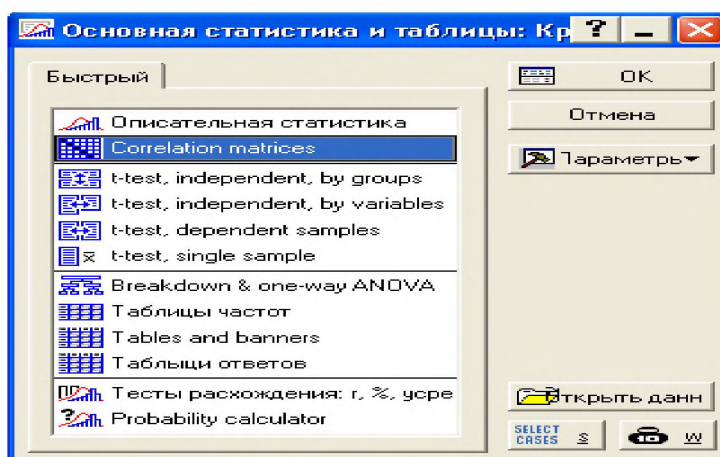 Основная статистика и таблицы: Кр
Быстрый
Описательная статистика
Correlation matrices
t-test, independent, by groups
t-test, independent, by variables
t-test, dependent samples
t-test, single sample
Breakdown & one-way ANOVA
Таблицы частот
Tables and banners
Таблыци ответов
Тесты расхождения: r, %, усре
Probability calculator
OK
Отмена
Параметры
Открыть данн
SELECT CASES S
W